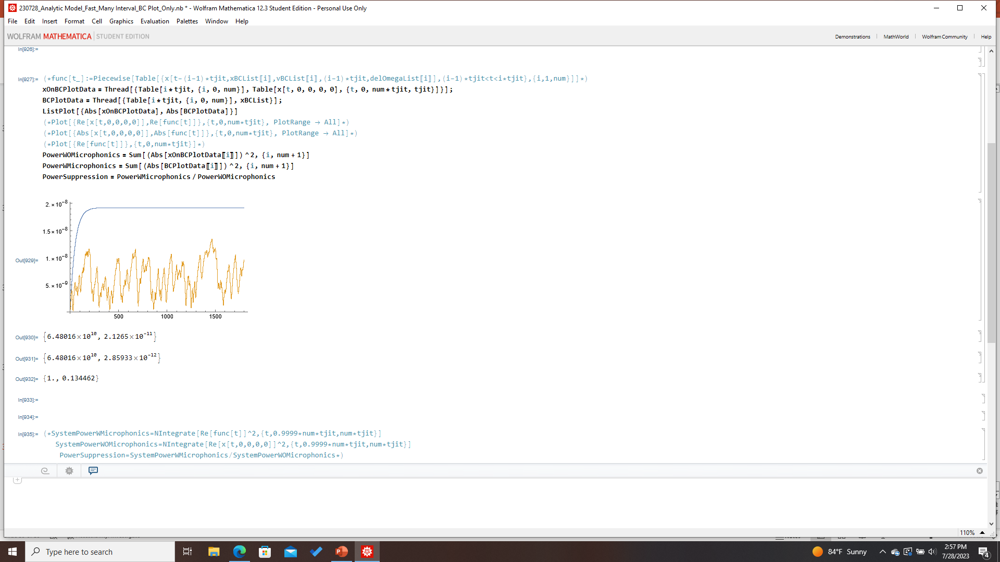 230728_Analytic Model_Fast_Many Interval_BC Plot_Only.nb * - Wolfram Mathematica 12.3 Student Edition - Personal Use Only
File Edit Insert Format Cell Graphics Evaluation Palettes Window Help
WOLFRAM MATHEMATICA STUDENT EDITION Demonstrations MathWorld Wolfram Community Help
In[926]:=
In[927]:= (*func[t_]:=Piecewise[Table[{x[t-(i-1)*tjit,xBCList⟦i⟧,vBCList⟦i⟧,(i-1)*tjit,delOmegaList⟦i⟧],(i-1)*tjit<t<i*tjit},{i,1,num}]]*)
xOnBCPlotData = Thread[{Table[i*tjit, {i, 0, num}], Table[x[t, 0, 0, 0, 0], {t, 0, num*tjit, tjit}]}];
BCPlotData = Thread[{Table[i*tjit, {i, 0, num}], xBCList}];
ListPlot[{Abs[xOnBCPlotData], Abs[BCPlotData]}]
(*Plot[{Re[x[t,0,0,0,0]],Re[func[t]]},{t,0,num*tjit}, PlotRange → All]*)
(*Plot[{Abs[x[t,0,0,0,0]],Abs[func[t]]},{t,0,num*tjit}, PlotRange → All]*)
(*Plot[{Re[func[t]]},{t,0,num*tjit}]*)
PowerWOMicrophonics = Sum[(Abs[xOnBCPlotData⟦i⟧])^2, {i, num + 1}]
PowerWMicrophonics = Sum[(Abs[BCPlotData⟦i⟧])^2, {i, num + 1}]
PowerSuppression = PowerWMicrophonics / PowerWOMicrophonics
2.×10⁻⁸
1.5×10⁻⁸
Out[929]= 1.×10⁻⁸
5.×10⁻⁹
500 1000 1500
Out[930]= {6.48016×10¹⁰, 2.1265×10⁻¹¹}
Out[931]= {6.48016×10¹⁰, 2.85933×10⁻¹²}
Out[932]= {1., 0.134462}
In[933]:=
In[934]:=
In[935]:= (*SystemPowerWMicrophonics=NIntegrate[Re[func[t]]^2,{t,0.9999*num*tjit,num*tjit}]
SystemPowerWOMicrophonics=NIntegrate[Re[x[t,0,0,0,0]]^2,{t,0.9999*num*tjit,num*tjit}]
PowerSuppression=SystemPowerWMicrophonics/SystemPowerWOMicrophonics*)
110%
Type here to search
84°F Sunny
2:57 PM
7/28/2023
4